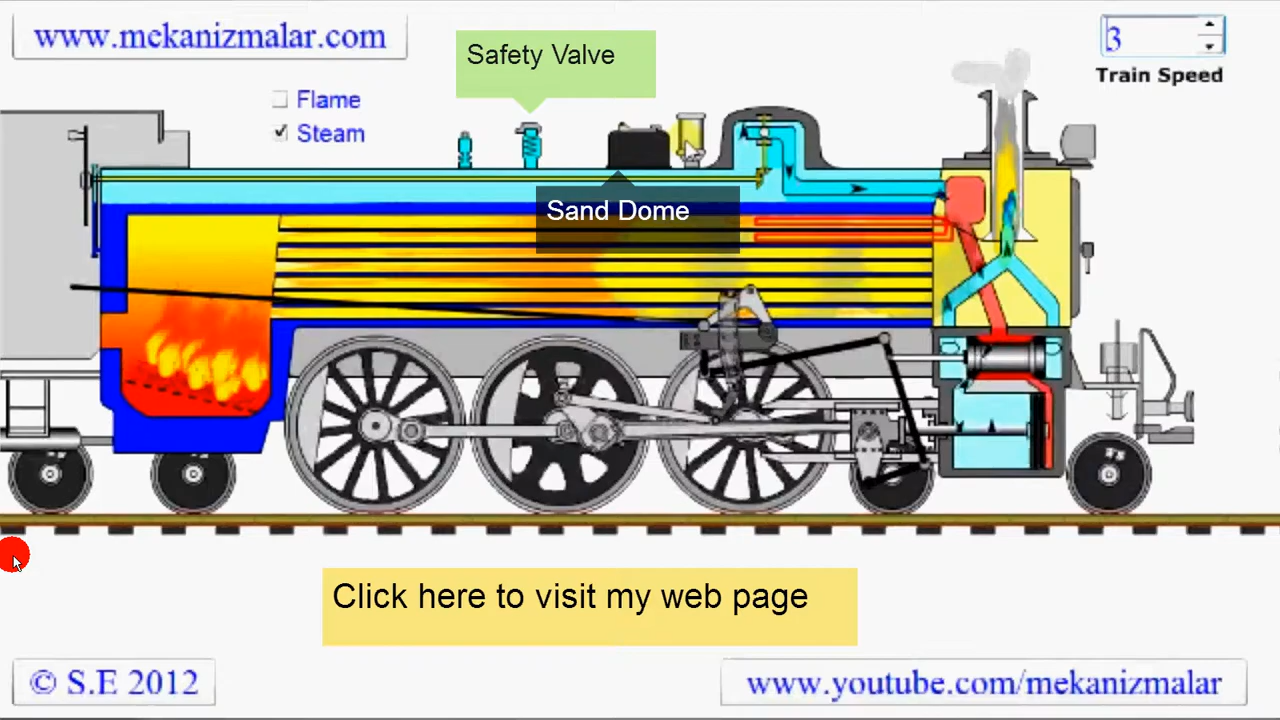 www.mekanizmalar.com
Safety Valve
3
Train Speed
Flame
Steam
Sand Dome
Click here to visit my web page
© S.E 2012
www.youtube.com/mekanizmalar